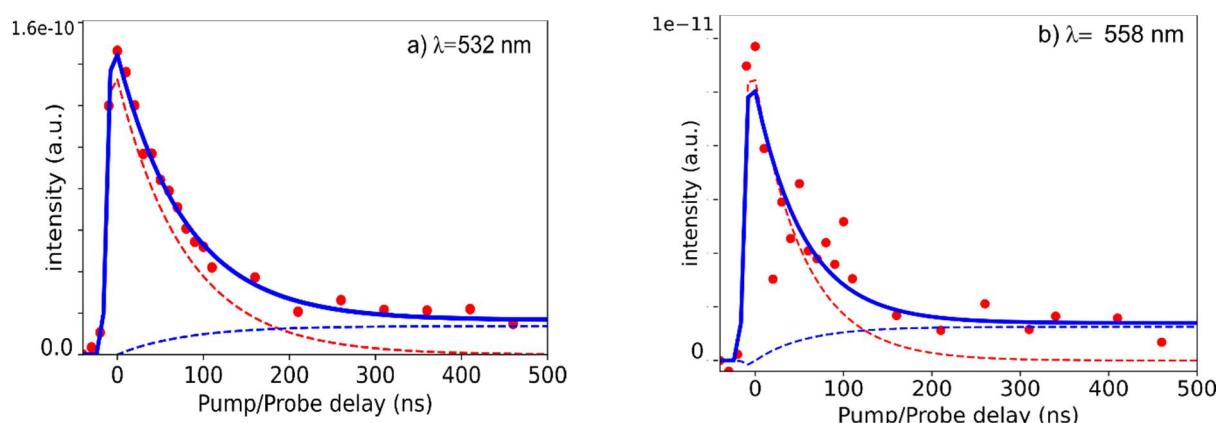 1.6e-10
a) λ=532 nm
intensity (a.u.)
0.0
0 100 200 300 400 500
Pump/Probe delay (ns)
1e−11
b) λ= 558 nm
intensity (a.u.)
0
0 100 200 300 400 500
Pump/Probe delay (ns)